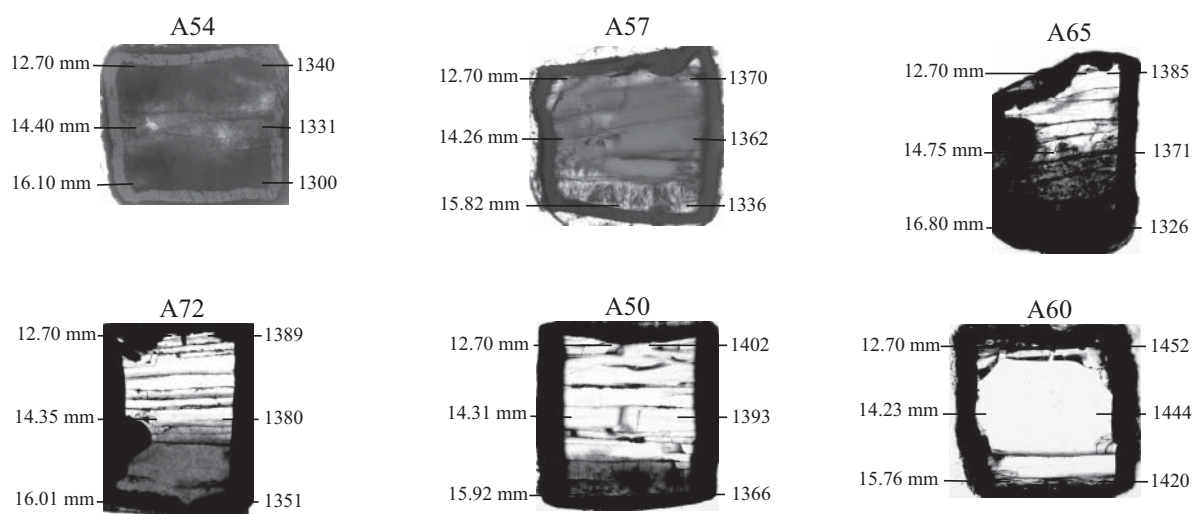 A54
12.70 mm 1340
14.40 mm 1331
16.10 mm 1300
A57
12.70 mm 1370
14.26 mm 1362
15.82 mm 1336
A65
12.70 mm 1385
14.75 mm 1371
16.80 mm 1326
A72
12.70 mm 1389
14.35 mm 1380
16.01 mm 1351
A50
12.70 mm 1402
14.31 mm 1393
15.92 mm 1366
A60
12.70 mm 1452
14.23 mm 1444
15.76 mm 1420